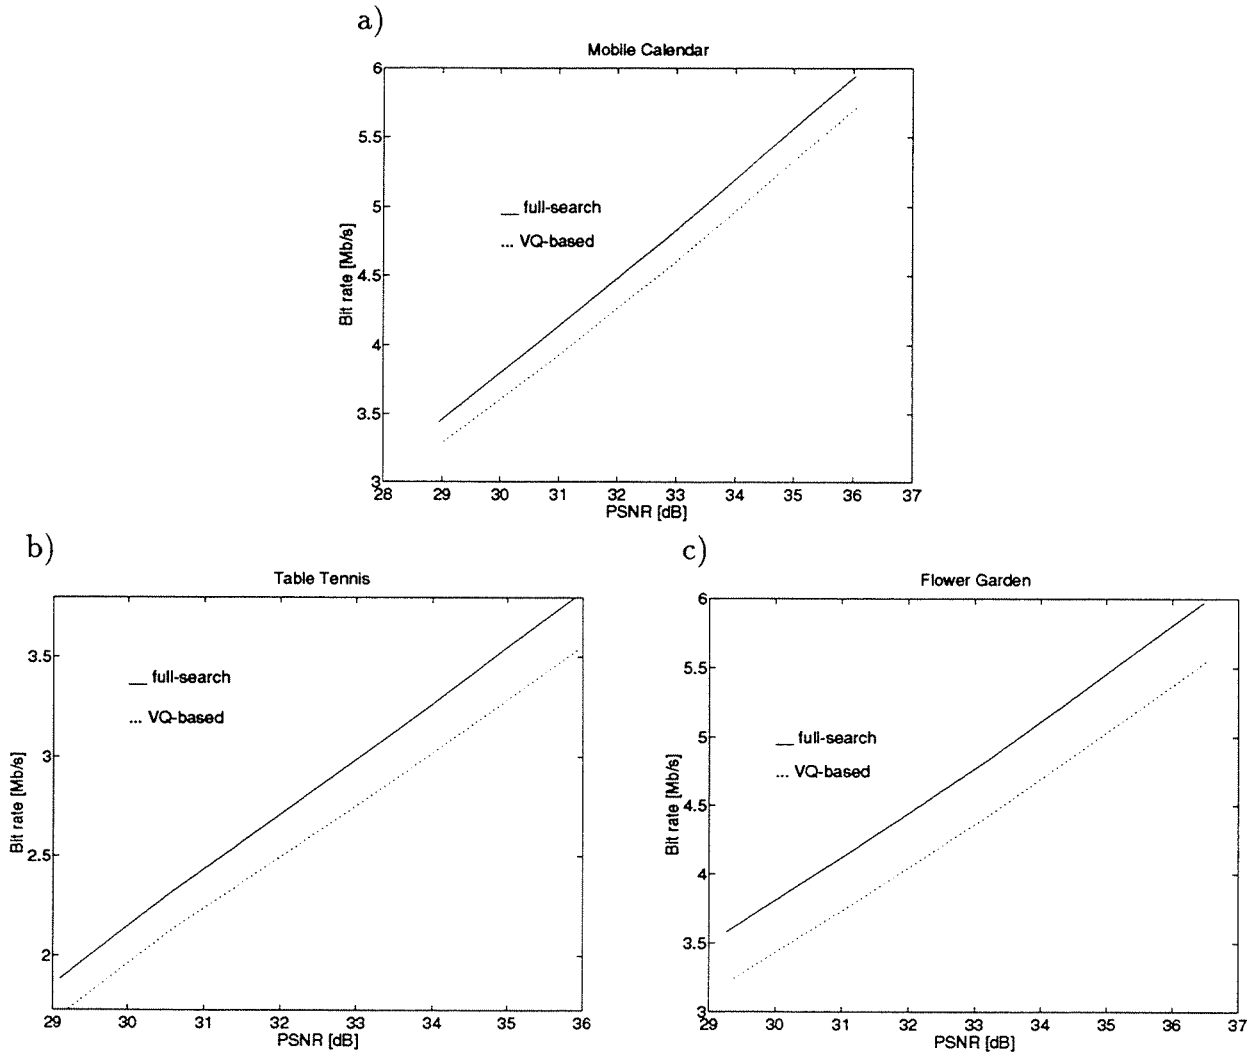 a)
Mobile Calendar
6
5.5
5
4.5
4
3.5
3
Bit rate [Mb/s]
__ full-search
... VQ-based
28 29 30 31 32 33 34 35 36 37
PSNR [dB]
b)
Table Tennis
3.5
3
2.5
2
Bit rate [Mb/s]
__ full-search
... VQ-based
29 30 31 32 33 34 35 36
PSNR [dB]
c)
Flower Garden
6
5.5
5
4.5
4
3.5
3
Bit rate [Mb/s]
__ full-search
... VQ-based
29 30 31 32 33 34 35 36 37
PSNR [dB]